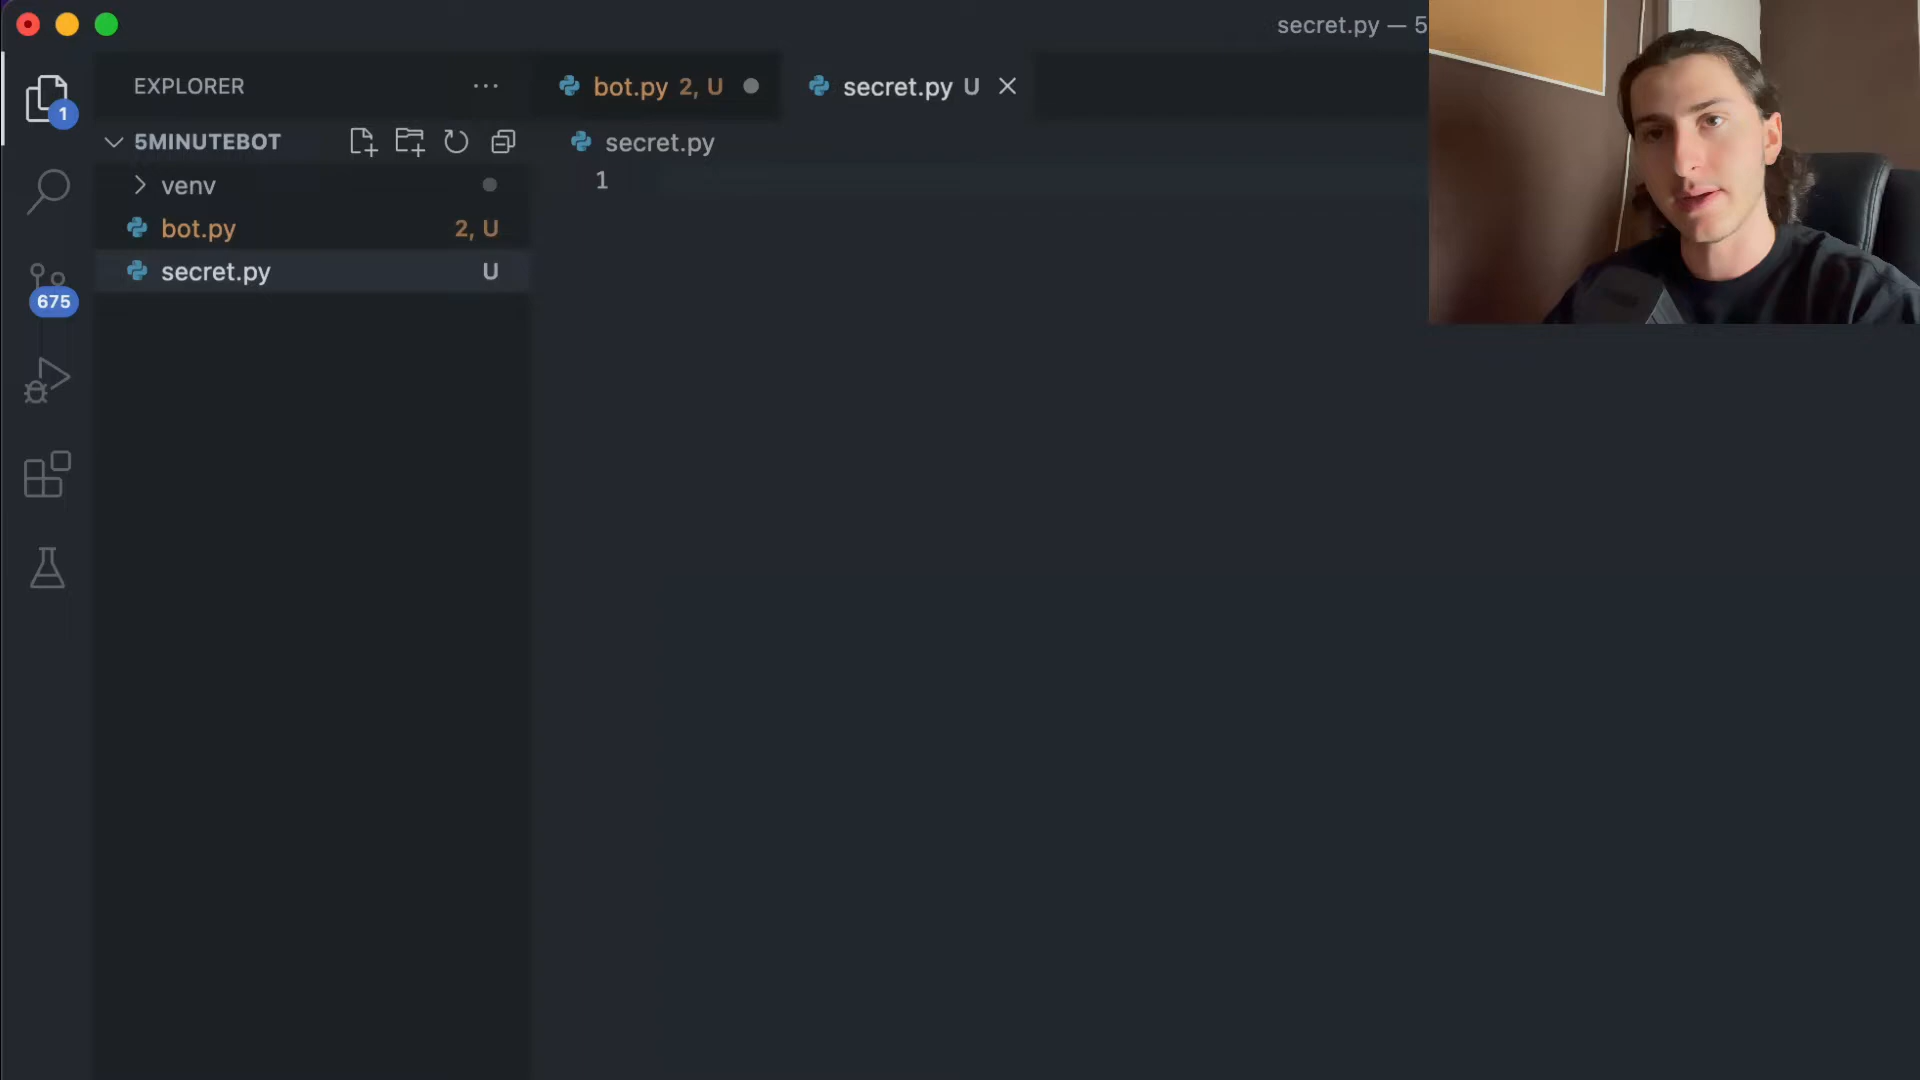 secret.py — 5
EXPLORER
bot.py 2, U
secret.py U
1
5MINUTEBOT
secret.py
venv
1
bot.py 2, U
secret.py U
675